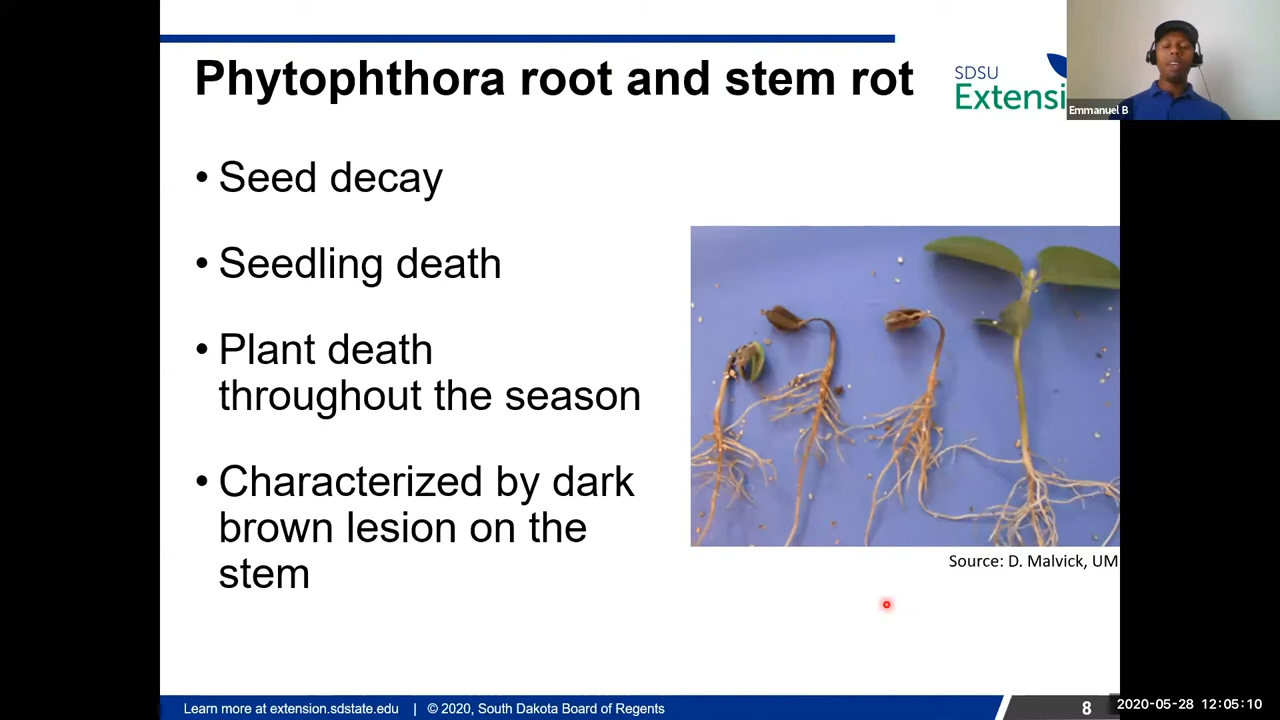 Phytophthora root and stem rot
SDSU
Extensi
Emmanuel B
• Seed decay
• Seedling death
• Plant death
throughout the season
• Characterized by dark
brown lesion on the
stem
Source: D. Malvick, UM
Learn more at extension.sdstate.edu | © 2020, South Dakota Board of Regents
8
2020-05-28 12:05:10